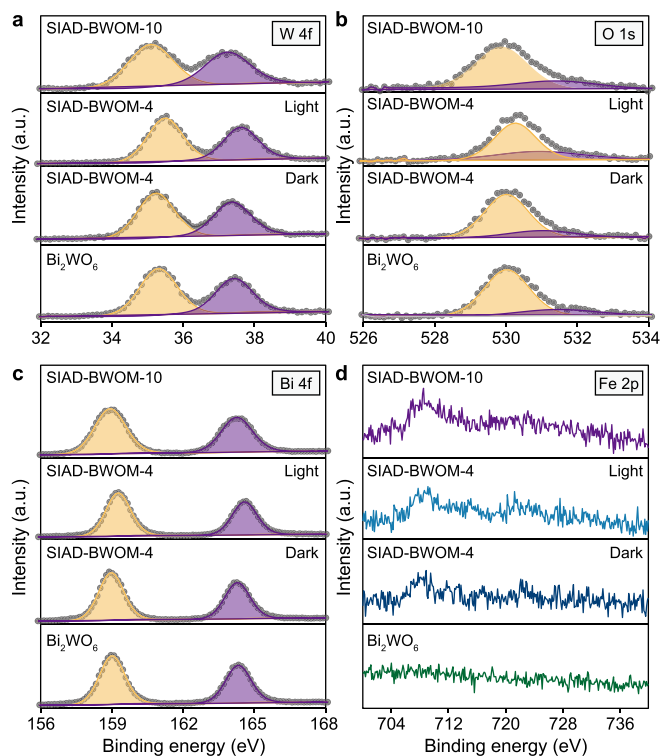 a
SIAD-BWOM-10
W 4f
SIAD-BWOM-4
Light
SIAD-BWOM-4
Dark
Bi₂WO₆
Intensity (a.u.)
32 34 36 38 40
b
SIAD-BWOM-10
O 1s
SIAD-BWOM-4
Light
SIAD-BWOM-4
Dark
Bi₂WO₆
Intensity (a.u.)
526 528 530 532 534
c
SIAD-BWOM-10
Bi 4f
SIAD-BWOM-4
Light
SIAD-BWOM-4
Dark
Bi₂WO₆
Intensity (a.u.)
156 159 162 165 168
Binding energy (eV)
d
SIAD-BWOM-10
Fe 2p
SIAD-BWOM-4
Light
SIAD-BWOM-4
Dark
Bi₂WO₆
Intensity (a.u.)
704 712 720 728 736
Binding energy (eV)